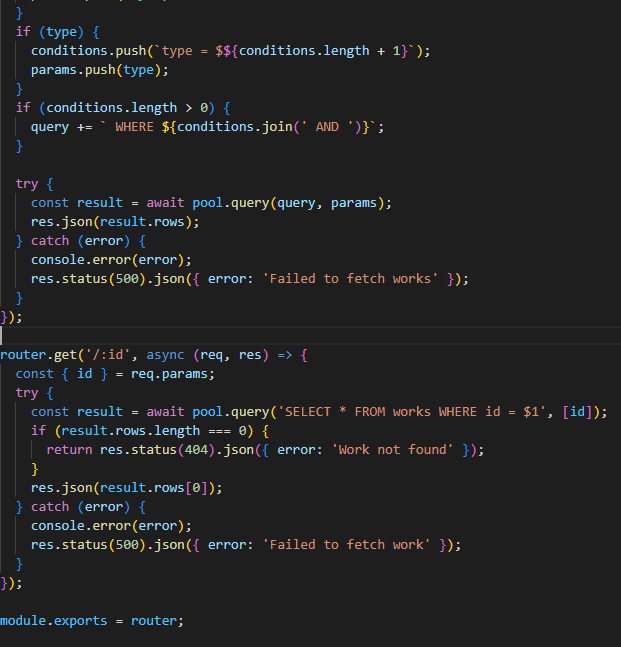 }
if (type) {
conditions.push(`type = $${conditions.length + 1}`);
params.push(type);
}
if (conditions.length > 0) {
query += ` WHERE ${conditions.join(' AND ')}`;
}
try {
const result = await pool.query(query, params);
res.json(result.rows);
} catch (error) {
console.error(error);
res.status(500).json({ error: 'Failed to fetch works' });
}
});
router.get('/:id', async (req, res) => {
const { id } = req.params;
try {
const result = await pool.query('SELECT * FROM works WHERE id = $1', [id]);
if (result.rows.length === 0) {
return res.status(404).json({ error: 'Work not found' });
}
res.json(result.rows[0]);
} catch (error) {
console.error(error);
res.status(500).json({ error: 'Failed to fetch work' });
}
});
module.exports = router;